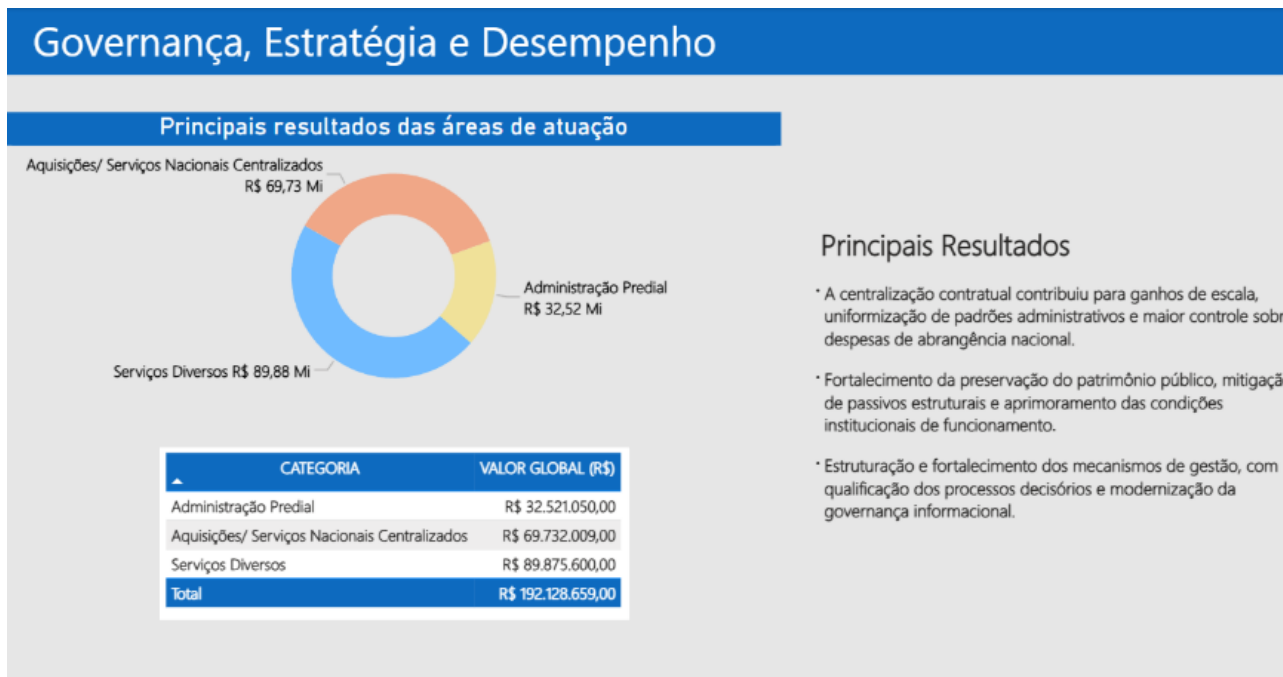 Governança, Estratégia e Desempenho
Principais resultados das áreas de atuação
Aquisições/ Serviços Nacionais Centralizados
R$ 69,73 Mi
Administração Predial
R$ 32,52 Mi
Serviços Diversos R$ 89,88 Mi
CATEGORIA VALOR GLOBAL (R$)
Administração Predial R$ 32.521.050,00
Aquisições/ Serviços Nacionais Centralizados R$ 69.732.009,00
Serviços Diversos R$ 89.875.600,00
Total R$ 192.128.659,00
Principais Resultados
· A centralização contratual contribuiu para ganhos de escala,
uniformização de padrões administrativos e maior controle
despesas de abrangência nacional.
· Fortalecimento da preservação do patrimônio público,
de passivos estruturais e aprimoramento das condições
institucionais de funcionamento.
· Estruturação e fortalecimento dos mecanismos de gestão, com
qualificação dos processos decisórios e modernização da
governança informacional.